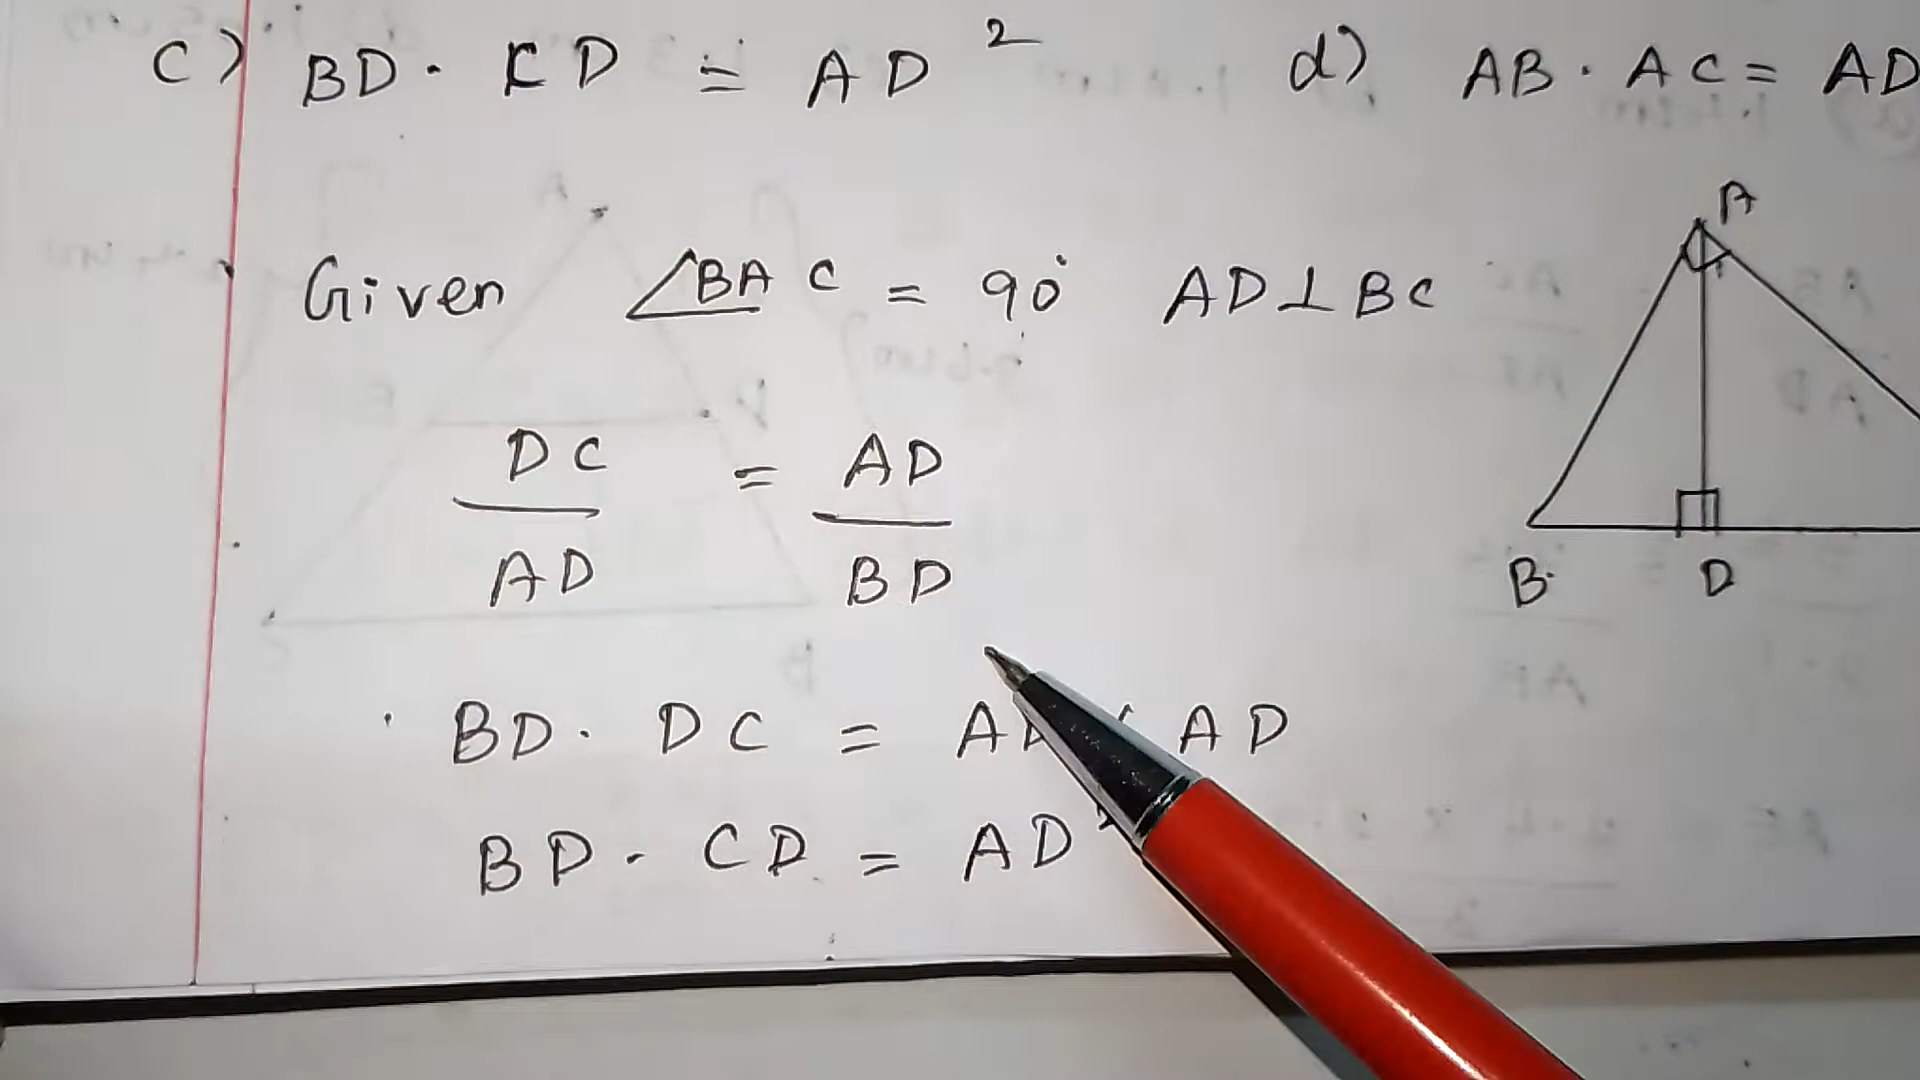 c) BD · CD = AD² d) AB · AC = AD
A
Given ∠BAC = 90° AD⊥BC
DC = AD
AD BD
B D
BD · DC = AD × AD
BD · CD = AD²